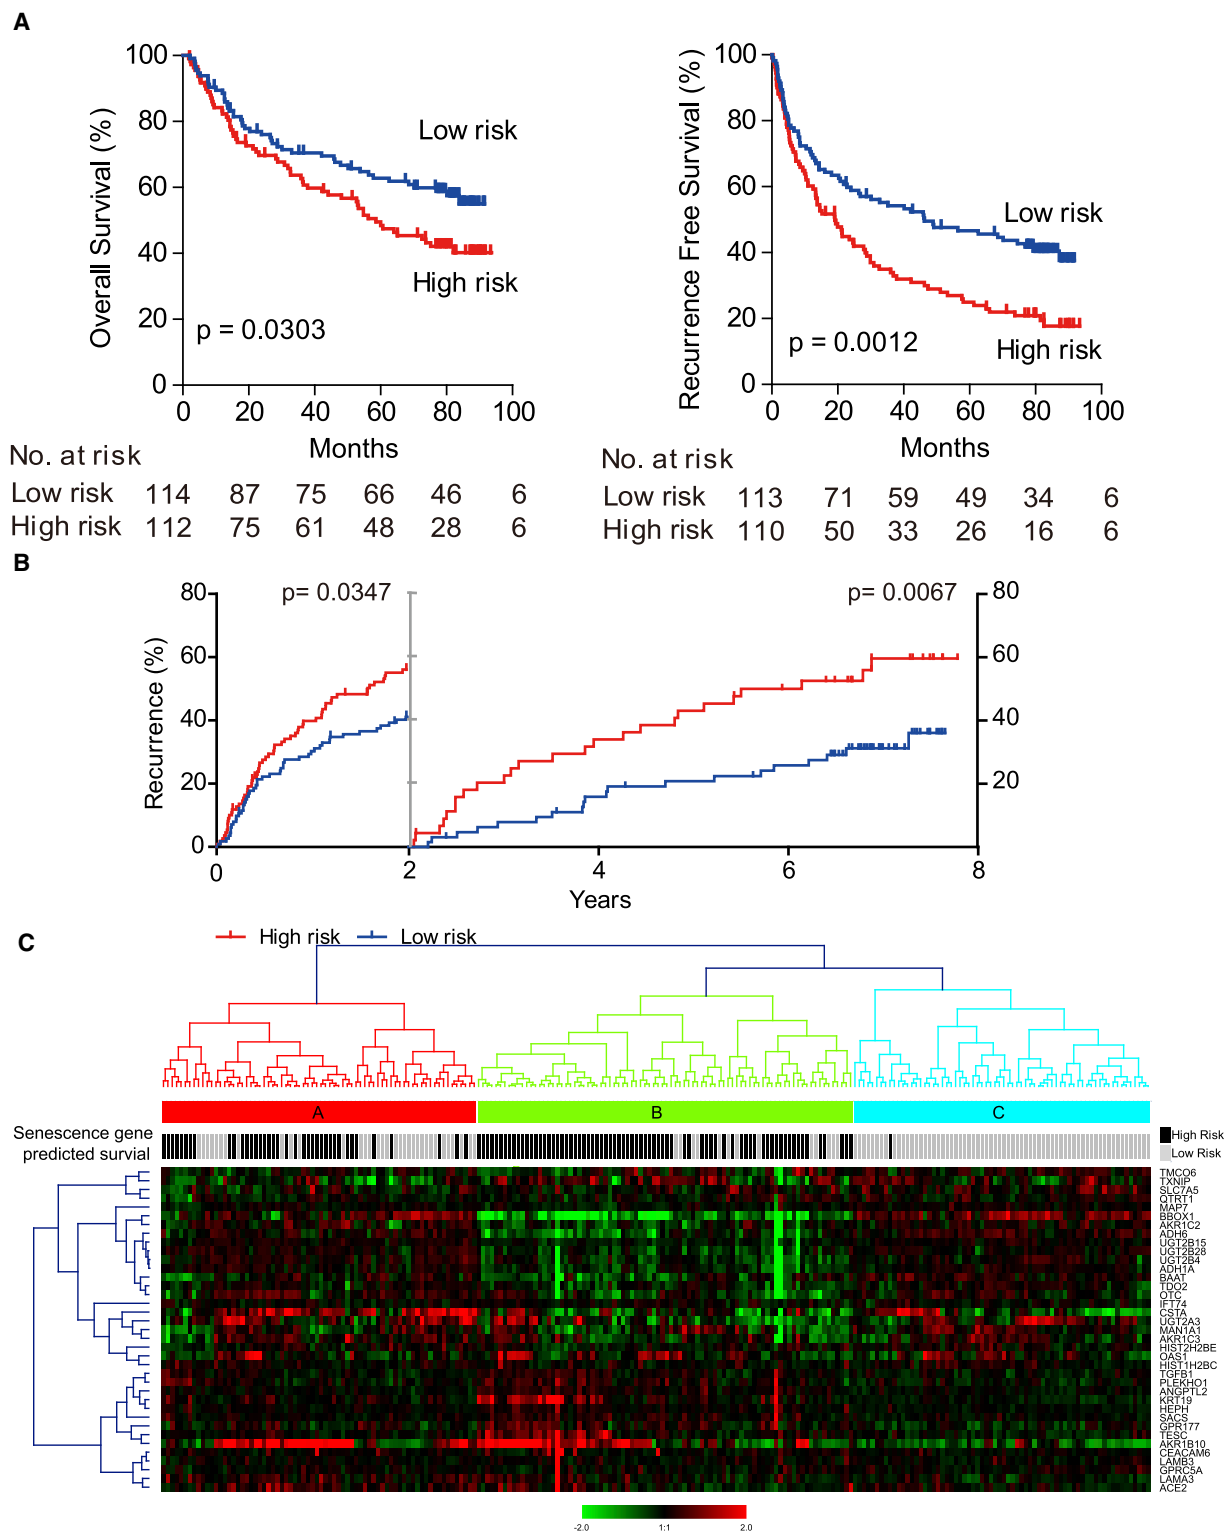 A
100
80
60
40
20
0
Overall Survival (%)
Low risk
High risk
p = 0.0303
0 20 40 60 80 100
Months
No. at risk
Low risk 114 87 75 66 46 6
High risk 112 75 61 48 28 6
100
80
60
40
20
0
Recurrence Free Survival (%)
Low risk
High risk
p = 0.0012
0 20 40 60 80 100
Months
No. at risk
Low risk 113 71 59 49 34 6
High risk 110 50 33 26 16 6
B
80
60
40
20
0
Recurrence (%)
p= 0.0347
p= 0.0067
80
60
40
20
0 2 4 6 8
Years
High risk Low risk
C
A B C
Senescence gene
predicted survial
High Risk
Low Risk
TMCO6
TXNIP
SLC7A5
QTRT1
MAP7
BBOX1
AKR1C2
ADH6
UGT2B15
UGT2B28
UGT2B4
ADH1A
BAAT
TDO2
OTC
IFT74
CSTA
UGT2A3
MAN1A1
AKR1C3
HIST2H2BE
OAS1
HIST1H2BC
TGFB1
PLEKHO1
ANGPTL2
KRT19
HEPH
SACS
GPR177
TESC
AKR1B10
CEACAM6
LAMB3
GPRC5A
LAMA3
ACE2
-2.0 1:1 2.0